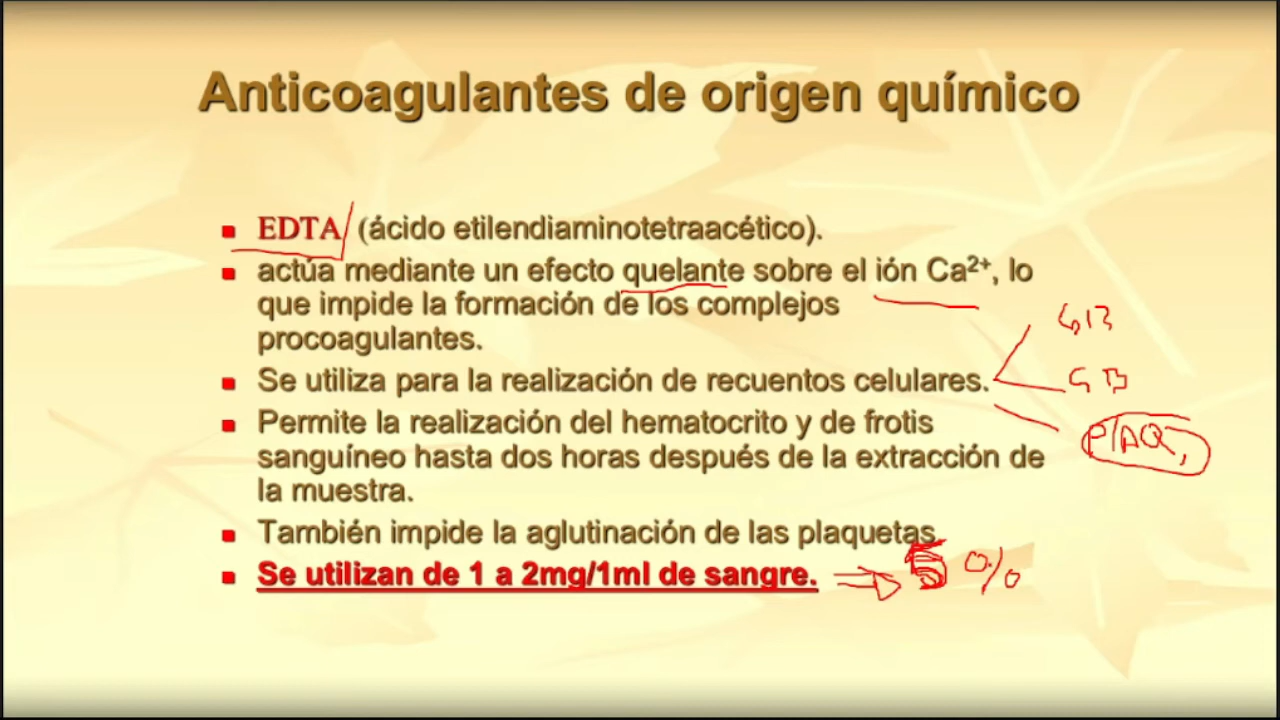 Anticoagulantes de origen químico
EDTA (ácido etilendiaminotetraacético).
actúa mediante un efecto quelante sobre el ión Ca²⁺, lo
que impide la formación de los complejos
procoagulantes.
Se utiliza para la realización de recuentos celulares.
GB
PLAQ,
Permite la realización del hematocrito y de frotis
sanguíneo hasta dos horas después de la extracción de
la muestra.
También impide la aglutinación de las plaquetas.
Se utilizan de 1 a 2mg/1ml de sangre.
5 %